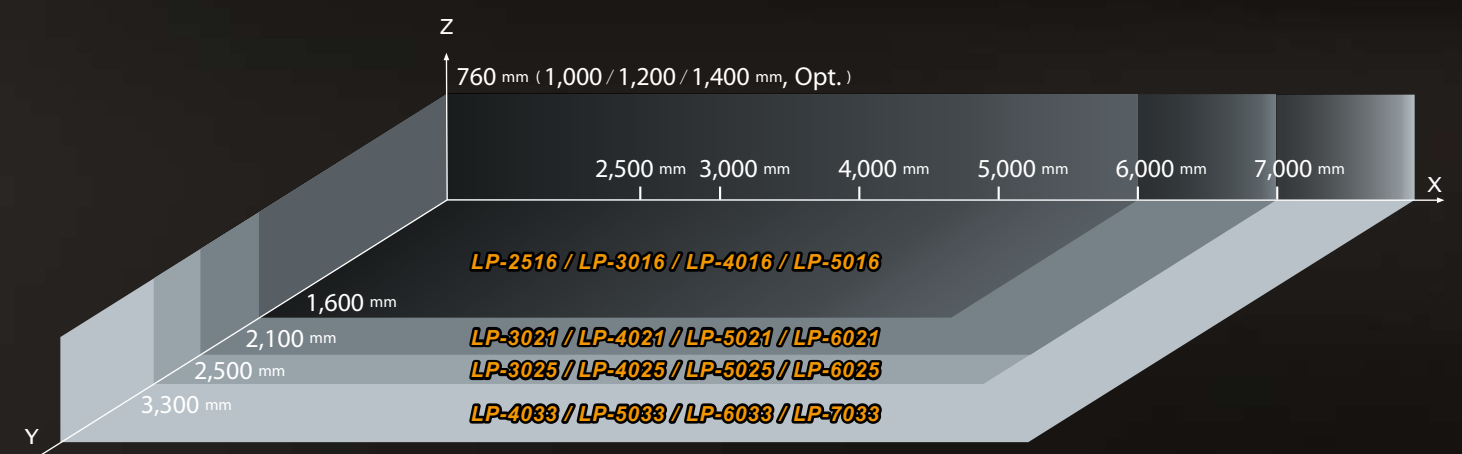 Z
760 mm ( 1,000 / 1,200 / 1,400 mm, Opt. )
2,500 mm 3,000 mm 4,000 mm 5,000 mm 6,000 mm 7,000 mm
X
LP-2516 / LP-3016 / LP-4016 / LP-5016
1,600 mm
2,100 mm LP-3021 / LP-4021 / LP-5021 / LP-6021
2,500 mm LP-3025 / LP-4025 / LP-5025 / LP-6025
3,300 mm LP-4033 / LP-5033 / LP-6033 / LP-7033
Y